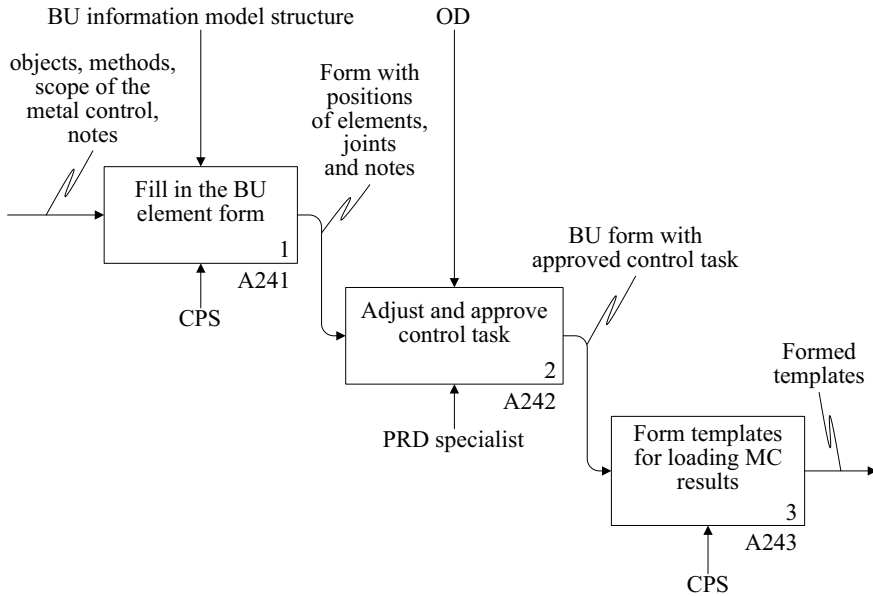 BU information model structure
OD
objects, methods,
scope of the
metal control,
notes
Form with
positions
of elements,
joints
and notes
Fill in the BU
element form
1
A241
CPS
BU form with
approved control task
Adjust and approve
control task
2
A242
PRD specialist
Formed
templates
Form templates
for loading MC
results
3
A243
CPS